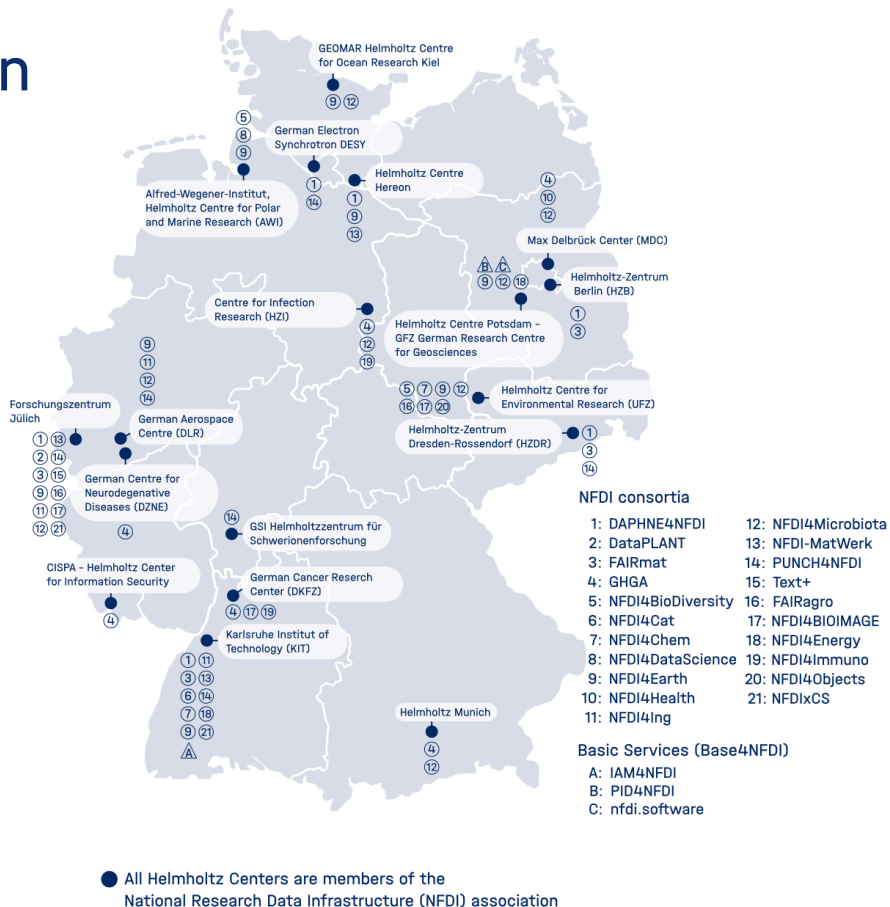 n
GEOMAR Helmholtz Centre
for Ocean Research Kiel
9 12
5
8
9
German Electron
Synchrotron DESY
1
14
Helmholtz Centre
Hereon
1
9
13
Alfred-Wegener-Institut,
Helmholtz Centre for Polar
and Marine Research (AWI)
4
10
12
Max Delbrück Center (MDC)
B C
9 12 18
Helmholtz-Zentrum
Berlin (HZB)
1
3
Centre for Infection
Research (HZI)
4
12
19
Helmholtz Centre Potsdam -
GFZ German Research Centre
for Geosciences
9
11
12
14
5 7 9 12
16 17 20
Helmholtz Centre for
Environmental Research (UFZ)
Forschungszentrum
Jülich
1 13
2 14
3 15
9 16
11 17
12 21
German Aerospace
Centre (DLR)
Helmholtz-Zentrum
Dresden-Rossendorf (HZDR)
1
3
14
German Centre for
Neurodegenative
Diseases (DZNE)
4
14
GSI Helmholtzzentrum für
Schwerionenforschung
CISPA - Helmholtz Center
for Information Security
4
German Cancer Reserch
Center (DKFZ)
4 17 19
Karlsruhe Institut of
Technology (KIT)
1 11
3 13
6 14
7 18
9 21
A
Helmholtz Munich
4
12
NFDI consortia
1: DAPHNE4NFDI
2: DataPLANT
3: FAIRmat
4: GHGA
5: NFDI4BioDiversity
6: NFDI4Cat
7: NFDI4Chem
8: NFDI4DataScience
9: NFDI4Earth
10: NFDI4Health
11: NFDI4Ing
12: NFDI4Microbiota
13: NFDI-MatWerk
14: PUNCH4NFDI
15: Text+
16: FAIRagro
17: NFDI4BIOIMAGE
18: NFDI4Energy
19: NFDI4Immuno
20: NFDI4Objects
21: NFDIxCS
Basic Services (Base4NFDI)
A: IAM4NFDI
B: PID4NFDI
C: nfdi.software
All Helmholtz Centers are members of the
National Research Data Infrastructure (NFDI) association